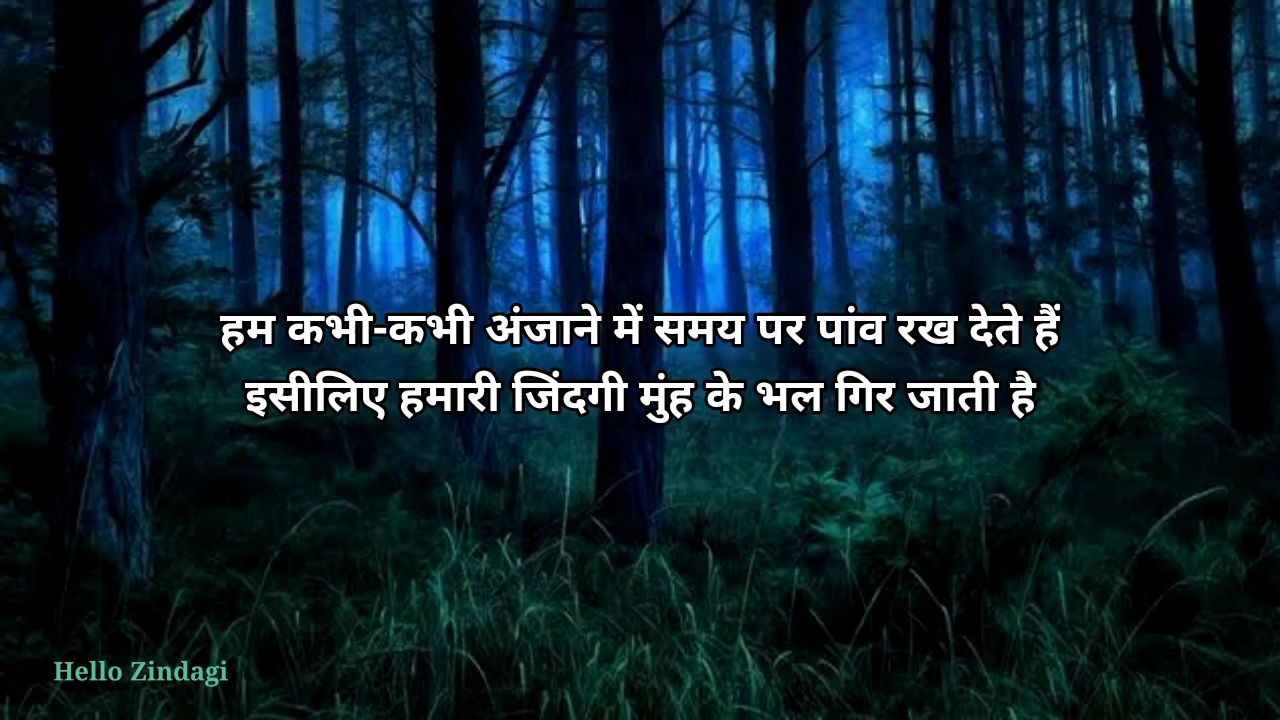 हम कभी-कभी अंजाने में समय पर पांव रख देते हैं
इसीलिए हमारी जिंदगी मुंह के भल गिर जाती है
Hello Zindagi